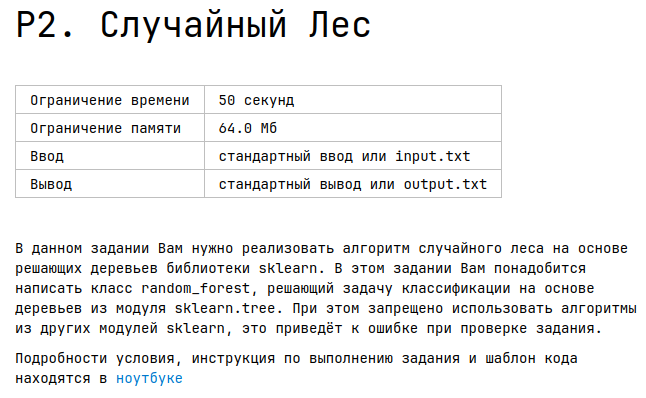 P2. Случайный Лес
Ограничение времени 50 секунд
Ограничение памяти 64.0 Мб
Ввод стандартный ввод или input.txt
Вывод стандартный вывод или output.txt
В данном задании Вам нужно реализовать алгоритм случайного леса на основе
решающих деревьев библиотеки sklearn. В этом задании Вам понадобится
написать класс random_forest, решающий задачу классификации на основе
деревьев из модуля sklearn.tree. При этом запрещено использовать алгоритмы
из других модулей sklearn, это приведёт к ошибке при проверке задания.
Подробности условия, инструкция по выполнению задания и шаблон кода
находятся в ноутбуке